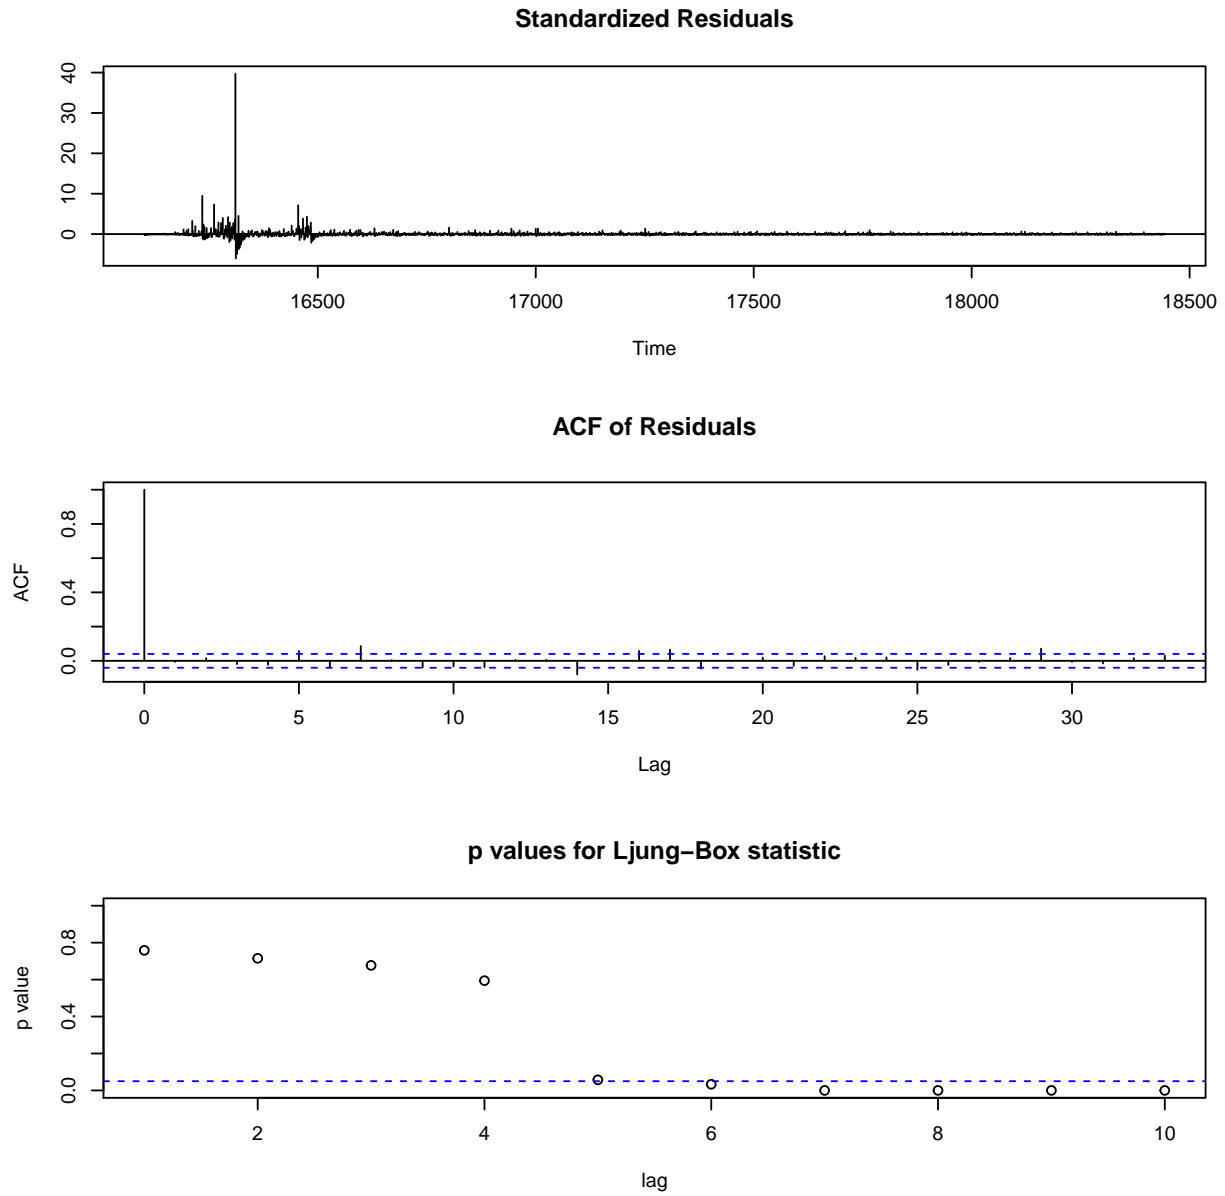 Standardized Residuals
40
30
20
10
0
16500 17000 17500 18000 18500
Time
ACF of Residuals
ACF
0.8
0.4
0.0
0 5 10 15 20 25 30
Lag
p values for Ljung−Box statistic
p value
0.8
0.4
0.0
2 4 6 8 10
lag